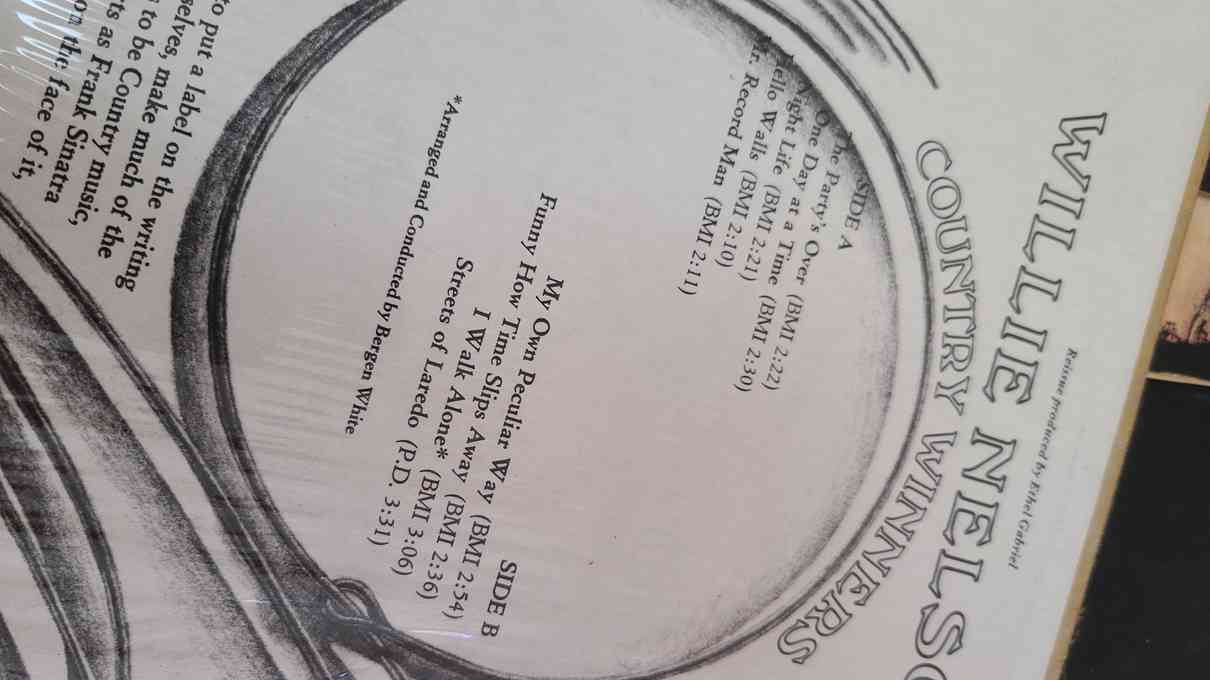 Reissue produced by Ethel Gabriel
WILLIE NELSO
COUNTRY WINNERS
SIDE A
The Party's Over (BMI 2:22)
One Day at a Time (BMI 2:30)
Night Life (BMI 2:21)
Hello Walls (BMI 2:10)
Mr. Record Man (BMI 2:11)
SIDE B
My Own Peculiar Way (BMI 2:54)
Funny How Time Slips Away (BMI 2:36)
I Walk Alone* (BMI 3:06)
Streets of Laredo (P.D. 3:31)
*Arranged and Conducted by Bergen White
to put a label on the writing
selves, make much of the
to be Country music,
ts as Frank Sinatra
on the face of it,